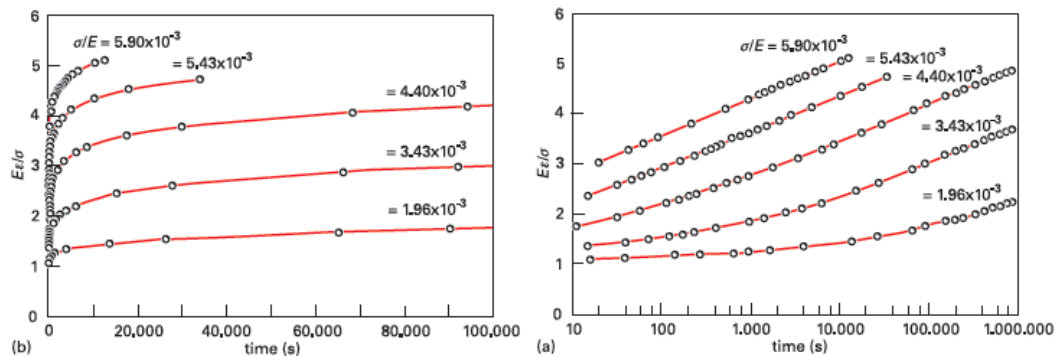 6
5
4
3
2
1
0
Eε/σ
σ/E = 5.90x10⁻³
= 5.43x10⁻³
= 4.40x10⁻³
= 3.43x10⁻³
= 1.96x10⁻³
0 20.000 40.000 60.000 80.000 100.000
(b) time (s)
6
5
4
3
2
1
0
Eε/σ
σ/E = 5.90x10⁻³
= 5.43x10⁻³
= 4.40x10⁻³
= 3.43x10⁻³
= 1.96x10⁻³
10 100 1.000 10.000 100.000 1.000.000
(a) time (s)